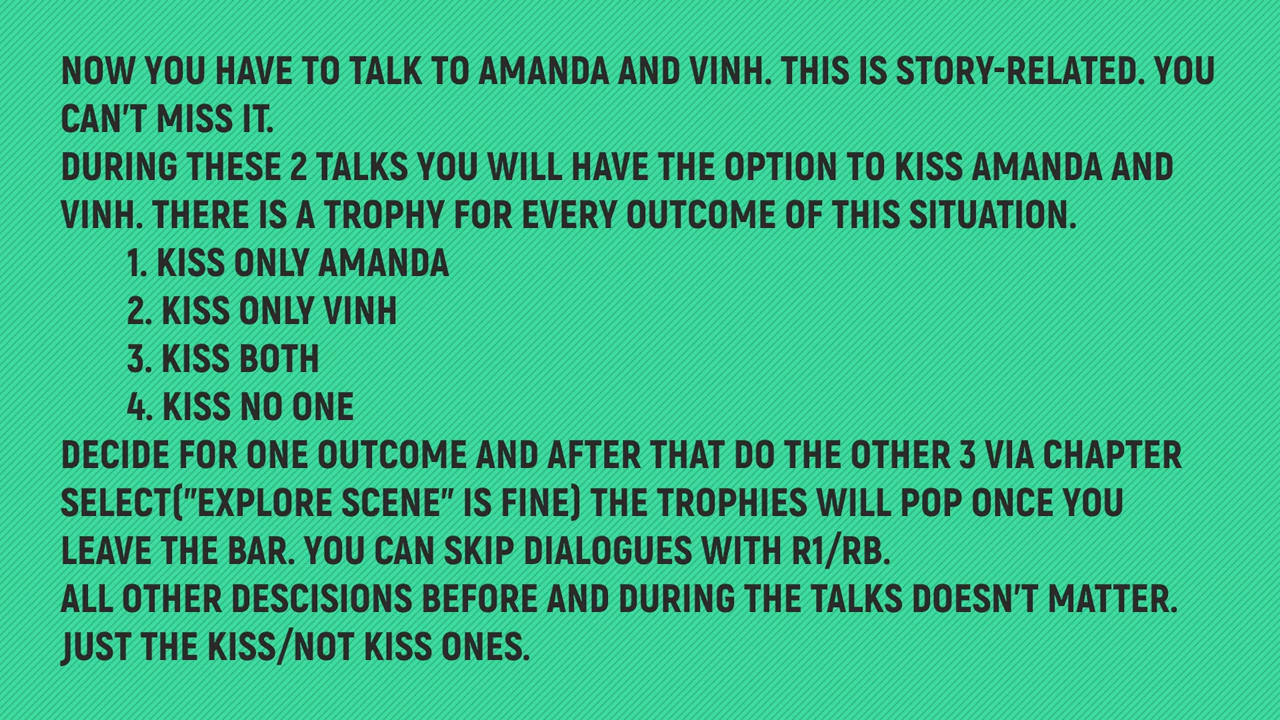 NOW YOU HAVE TO TALK TO AMANDA AND VINH. THIS IS STORY-RELATED. YOU
CAN'T MISS IT.
DURING THESE 2 TALKS YOU WILL HAVE THE OPTION TO KISS AMANDA AND
VINH. THERE IS A TROPHY FOR EVERY OUTCOME OF THIS SITUATION.
1. KISS ONLY AMANDA
2. KISS ONLY VINH
3. KISS BOTH
4. KISS NO ONE
DECIDE FOR ONE OUTCOME AND AFTER THAT DO THE OTHER 3 VIA CHAPTER
SELECT("EXPLORE SCENE" IS FINE) THE TROPHIES WILL POP ONCE YOU
LEAVE THE BAR. YOU CAN SKIP DIALOGUES WITH R1/RB.
ALL OTHER DESCISIONS BEFORE AND DURING THE TALKS DOESN'T MATTER.
JUST THE KISS/NOT KISS ONES.